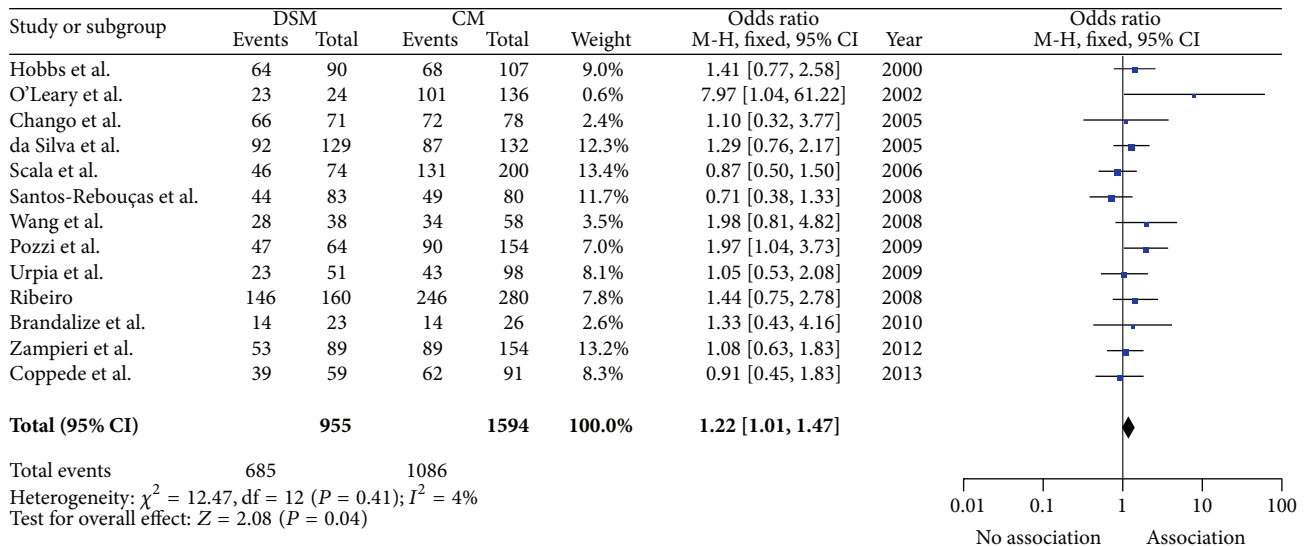 Study or subgroup DSM CM Odds ratio Odds ratio
Events Total Events Total Weight M-H, fixed, 95% CI Year M-H, fixed, 95% CI
Hobbs et al. 64 90 68 107 9.0% 1.41 [0.77, 2.58] 2000
O'Leary et al. 23 24 101 136 0.6% 7.97 [1.04, 61.22] 2002
Chango et al. 66 71 72 78 2.4% 1.10 [0.32, 3.77] 2005
da Silva et al. 92 129 87 132 12.3% 1.29 [0.76, 2.17] 2005
Scala et al. 46 74 131 200 13.4% 0.87 [0.50, 1.50] 2006
Santos-Rebouças et al. 44 83 49 80 11.7% 0.71 [0.38, 1.33] 2008
Wang et al. 28 38 34 58 3.5% 1.98 [0.81, 4.82] 2008
Pozzi et al. 47 64 90 154 7.0% 1.97 [1.04, 3.73] 2009
Urpia et al. 23 51 43 98 8.1% 1.05 [0.53, 2.08] 2009
Ribeiro 146 160 246 280 7.8% 1.44 [0.75, 2.78] 2008
Brandalize et al. 14 23 14 26 2.6% 1.33 [0.43, 4.16] 2010
Zampieri et al. 53 89 89 154 13.2% 1.08 [0.63, 1.83] 2012
Coppede et al. 39 59 62 91 8.3% 0.91 [0.45, 1.83] 2013
Total (95% CI) 955 1594 100.0% 1.22 [1.01, 1.47]
Total events 685 1086
Heterogeneity: χ² = 12.47, df = 12 (P = 0.41); I² = 4%
Test for overall effect: Z = 2.08 (P = 0.04)
0.01 0.1 1 10 100
No association Association